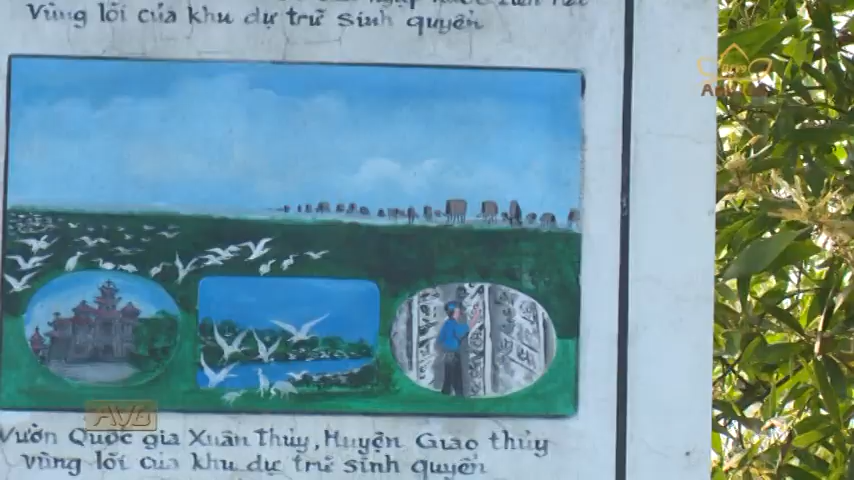 Vùng lõi của khu dự trữ sinh quyển
AVG
Vườn Quốc gia Xuân thủy, Huyện Giao thủy
vùng lõi của khu dự trữ sinh quyển